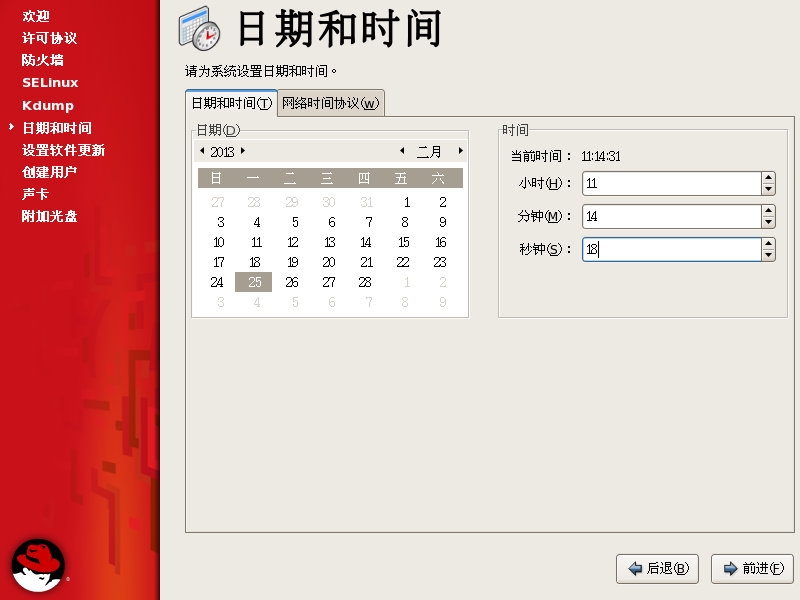 欢迎
许可协议
防火墙
SELinux
Kdump
日期和时间
设置软件更新
创建用户
声卡
附加光盘
日期和时间
请为系统设置日期和时间。
日期和时间(T) 网络时间协议(w)
日期(D)
2013 二月
日 一 二 三 四 五 六
27 28 29 30 31 1 2
3 4 5 6 7 8 9
10 11 12 13 14 15 16
17 18 19 20 21 22 23
24 25 26 27 28 1 2
3 4 5 6 7 8 9
时间
当前时间： 11:14:31
小时(H)： 11
分钟(M)： 14
秒钟(S)： 18
后退(B) 前进(F)